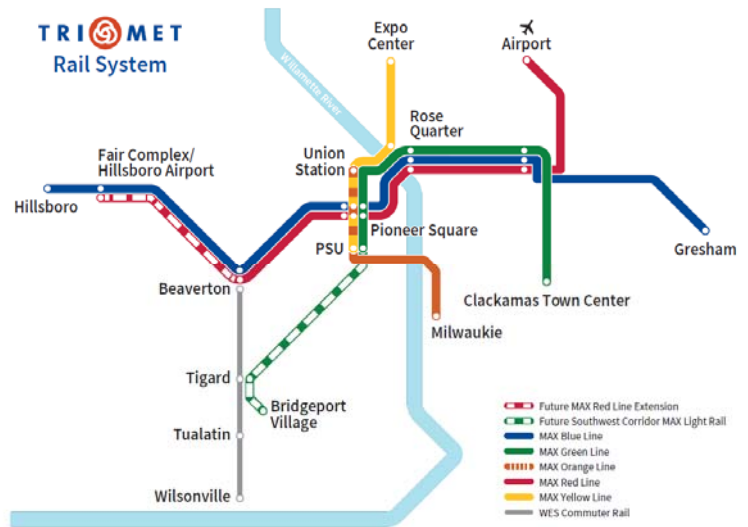 TRI MET
Rail System
Expo
Center
Airport
Willamette River
Rose
Quarter
Fair Complex/
Hillsboro Airport
Union
Station
Hillsboro
Pioneer Square
PSU
Gresham
Beaverton
Clackamas Town Center
Milwaukie
Tigard
Bridgeport
Village
Tualatin
Wilsonville
Future MAX Red Line Extension
Future Southwest Corridor MAX Light Rail
MAX Blue Line
MAX Green Line
MAX Orange Line
MAX Red Line
MAX Yellow Line
WES Commuter Rail